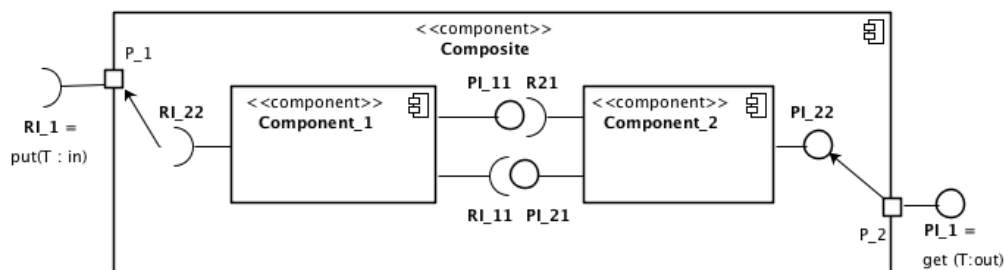 <<component>>
Composite
P_1
RI_1 =
put(T : in)
RI_22
<<component>>
Component_1
PI_11 R21
RI_11 PI_21
<<component>>
Component_2
PI_22
P_2
PI_1 =
get (T:out)